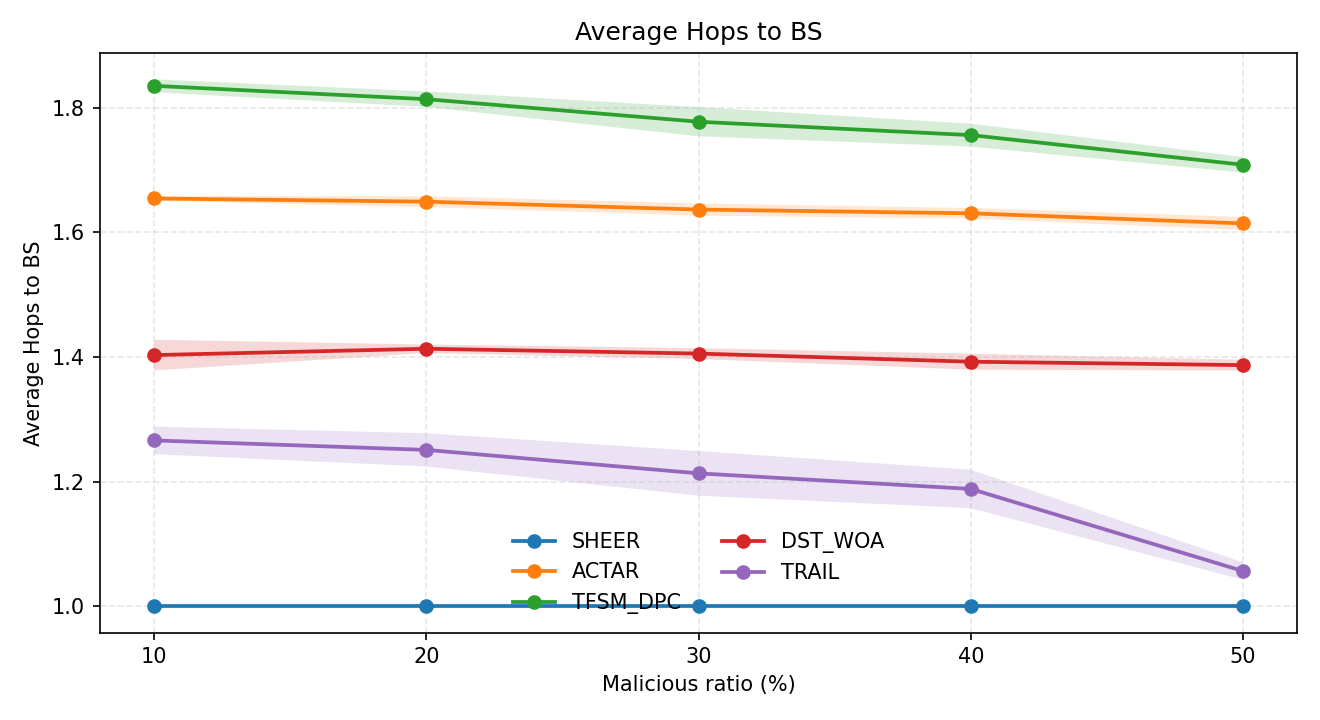 Average Hops to BS
Average Hops to BS
1.8
1.6
1.4
1.2
1.0
SHEER
ACTAR
TFSM_DPC
DST_WOA
TRAIL
10 20 30 40 50
Malicious ratio (%)